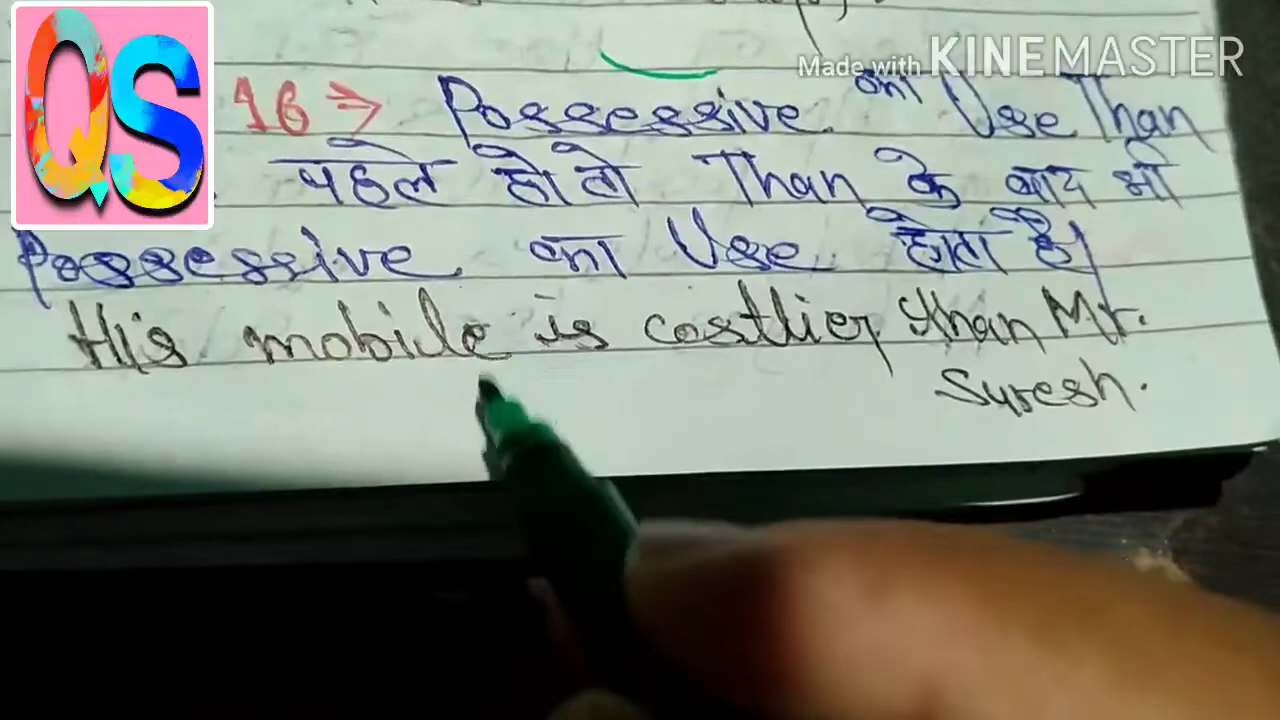 QS
Made with KINEMASTER
16 ⇒ Possessive का Use Than
पहले हो तो Than के बाद भी
Possessive का Use होता है।
His mobile is costlier than Mr.
Suresh.